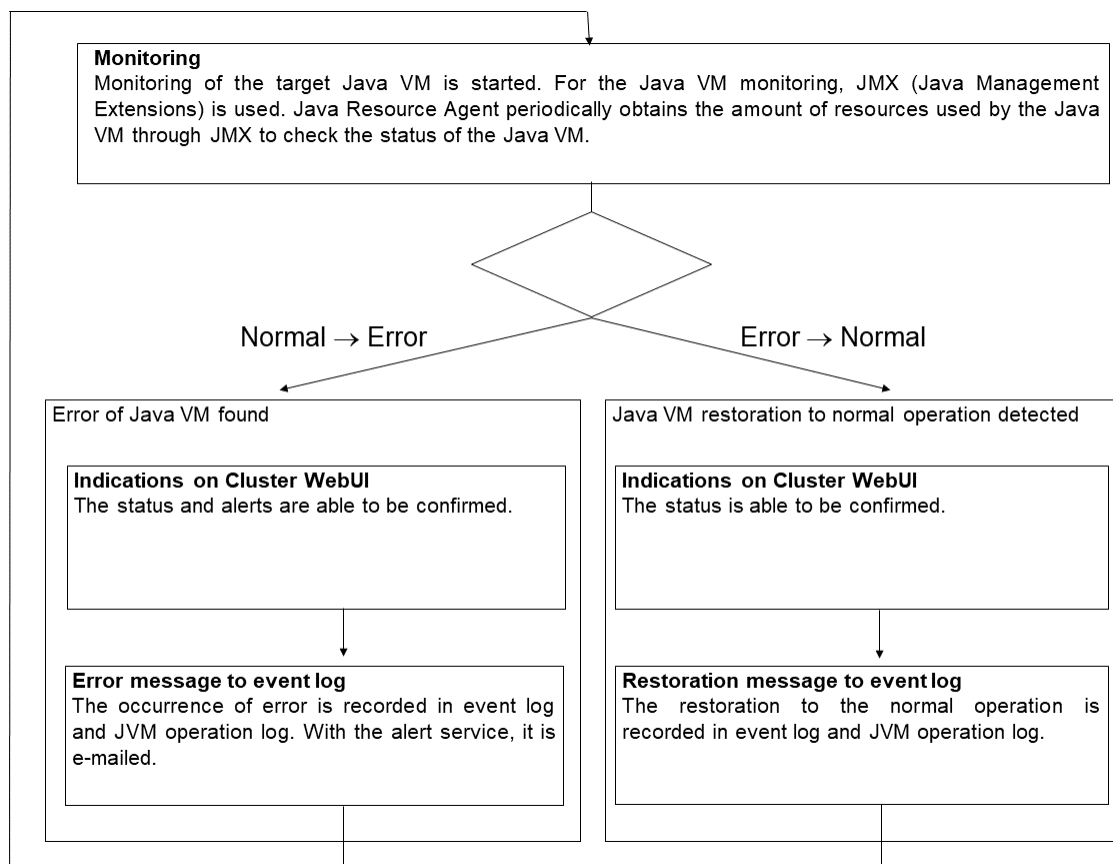 Monitoring
Monitoring of the target Java VM is started. For the Java VM monitoring, JMX (Java Management
Extensions) is used. Java Resource Agent periodically obtains the amount of resources used by the Java
VM through JMX to check the status of the Java VM.
Normal → Error
Error → Normal
Error of Java VM found
Indications on Cluster WebUI
The status and alerts are able to be confirmed.
Error message to event log
The occurrence of error is recorded in event log
and JVM operation log. With the alert service, it is
e-mailed.
Java VM restoration to normal operation detected
Indications on Cluster WebUI
The status is able to be confirmed.
Restoration message to event log
The restoration to the normal operation is
recorded in event log and JVM operation log.